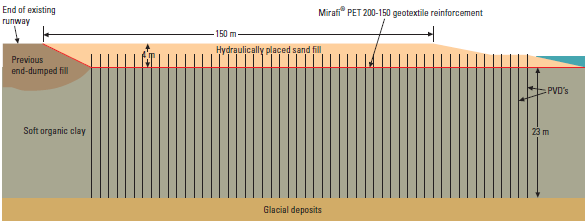 End of existing
runway
Mirafi® PET 200-150 geotextile reinforcement
150 m
4 m
Hydraulically placed sand fill
Previous
end-dumped fill
PVD's
Soft organic clay
23 m
Glacial deposits